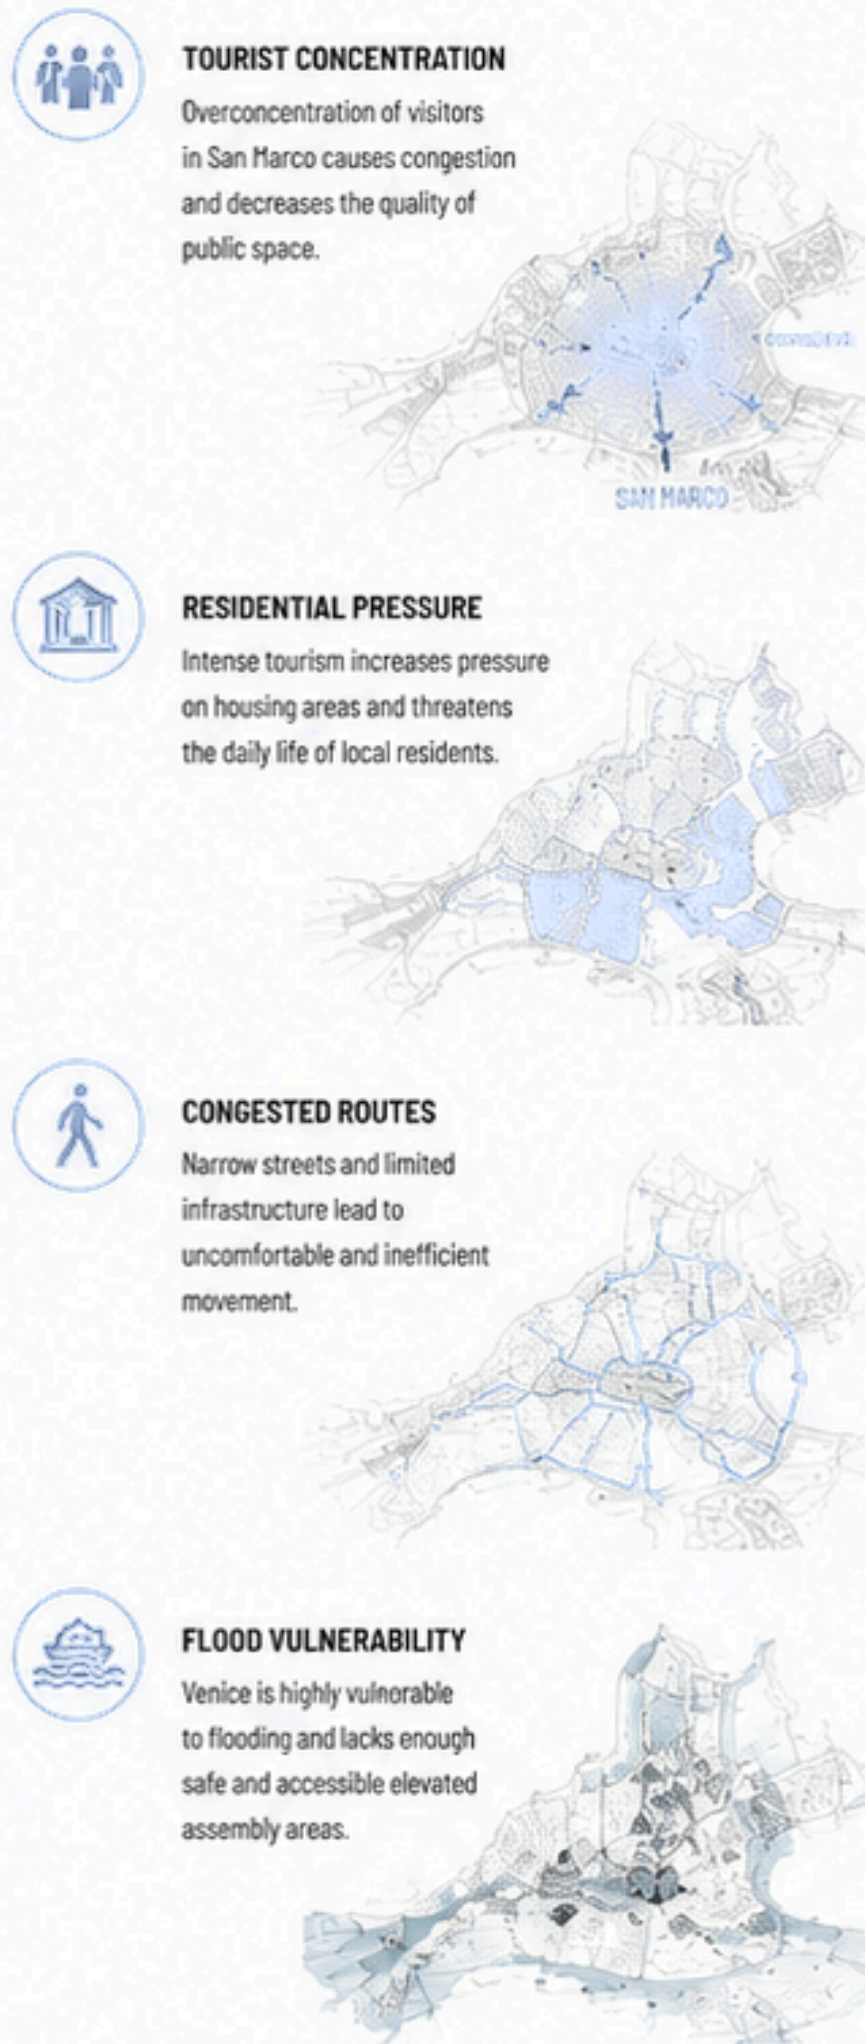 TOURIST CONCENTRATION
Overconcentration of visitors
in San Marco causes congestion
and decreases the quality of
public space.
SAN MARCO
RESIDENTIAL PRESSURE
Intense tourism increases pressure
on housing areas and threatens
the daily life of local residents.
CONGESTED ROUTES
Narrow streets and limited
infrastructure lead to
uncomfortable and inefficient
movement.
FLOOD VULNERABILITY
Venice is highly vulnerable
to flooding and lacks enough
safe and accessible elevated
assembly areas.